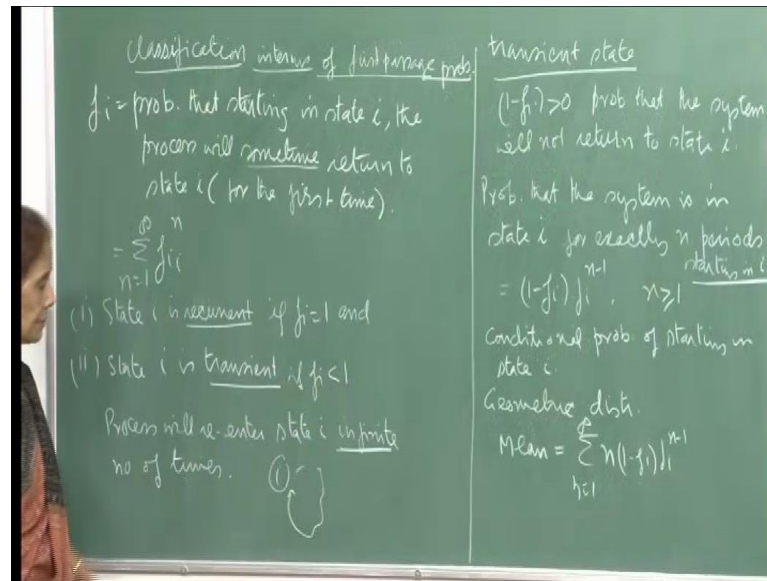 classification interms of first passage prob.
fi = prob. that starting in state i, the
process will sometime return to
state i ( for the first time ).
= ∑_{n=1}^{∞} f_{ii}^{n}
(i) State i is recurrent if fi=1 and
(ii) State i is transient if fi<1
Process will re-enter state i infinite
no of times.
i
transient state
(1-fi)>0 prob that the system
will not return to state i.
Prob. that the system is in
state i for exactly n periods
starting in i
= (1-fi) fi^{n-1}, n≥1
Conditional prob. of starting in
state i.
Geometric distr.
Mean = ∑_{n=1}^{∞} n(1-fi) fi^{n-1}